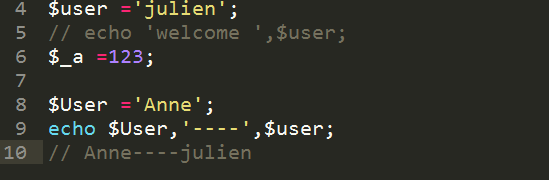 4 $user ='julien';
5 // echo 'welcome ',$user;
6 $_a =123;
7
8 $User ='Anne';
9 echo $User,'----',$user;
10 // Anne----julien